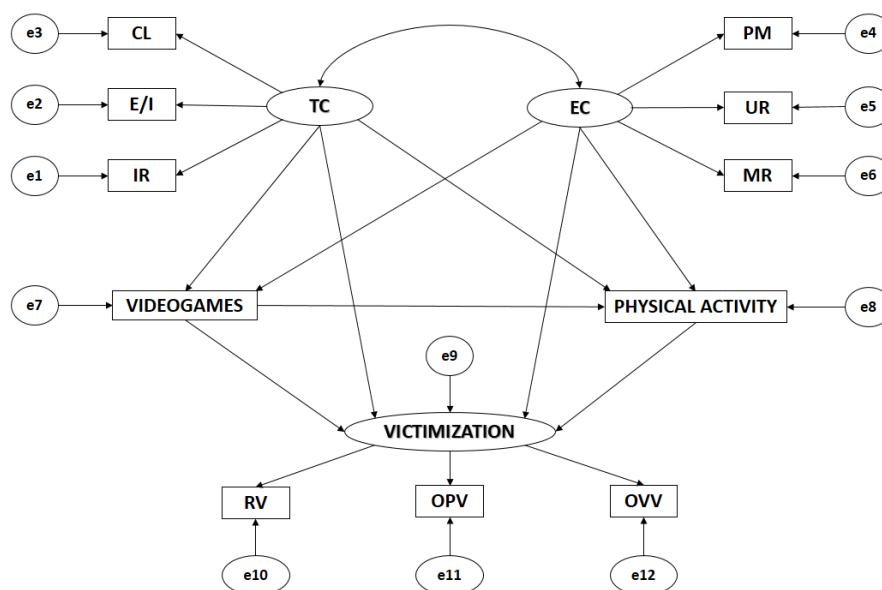 e3
CL
PM
e4
e2
E/I
TC
EC
UR
e5
e1
IR
MR
e6
e7
VIDEOGAMES
PHYSICAL ACTIVITY
e8
e9
VICTIMIZATION
RV
OPV
OVV
e10
e11
e12